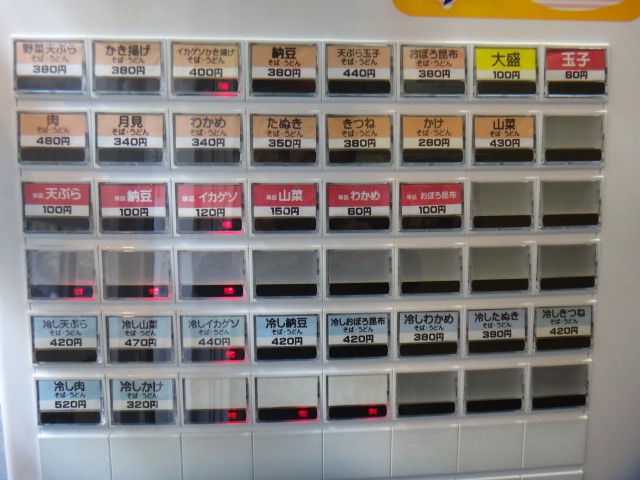 野菜天ぷら
そば・うどん
380円
かき揚げ
そば・うどん
380円
イカゲソかき揚げ
そば・うどん
400円
納豆
そば・うどん
380円
天ぷら玉子
そば・うどん
440円
おぼろ昆布
そば・うどん
380円
大盛
100円
玉子
60円
肉
そば・うどん
480円
月見
そば・うどん
340円
わかめ
そば・うどん
340円
たぬき
そば・うどん
350円
きつね
そば・うどん
380円
かけ
そば・うどん
280円
山菜
そば・うどん
430円
単品 天ぷら
100円
単品 納豆
100円
単品 イカゲソ
120円
単品 山菜
150円
単品 わかめ
60円
単品 おぼろ昆布
100円
冷し天ぷら
そば・うどん
420円
冷し山菜
そば・うどん
470円
冷しイカゲソ
そば・うどん
440円
冷し納豆
そば・うどん
420円
冷しおぼろ昆布
そば・うどん
420円
冷しわかめ
そば・うどん
380円
冷したぬき
そば・うどん
390円
冷しきつね
そば・うどん
420円
冷し肉
そば・うどん
520円
冷しかけ
そば・うどん
320円